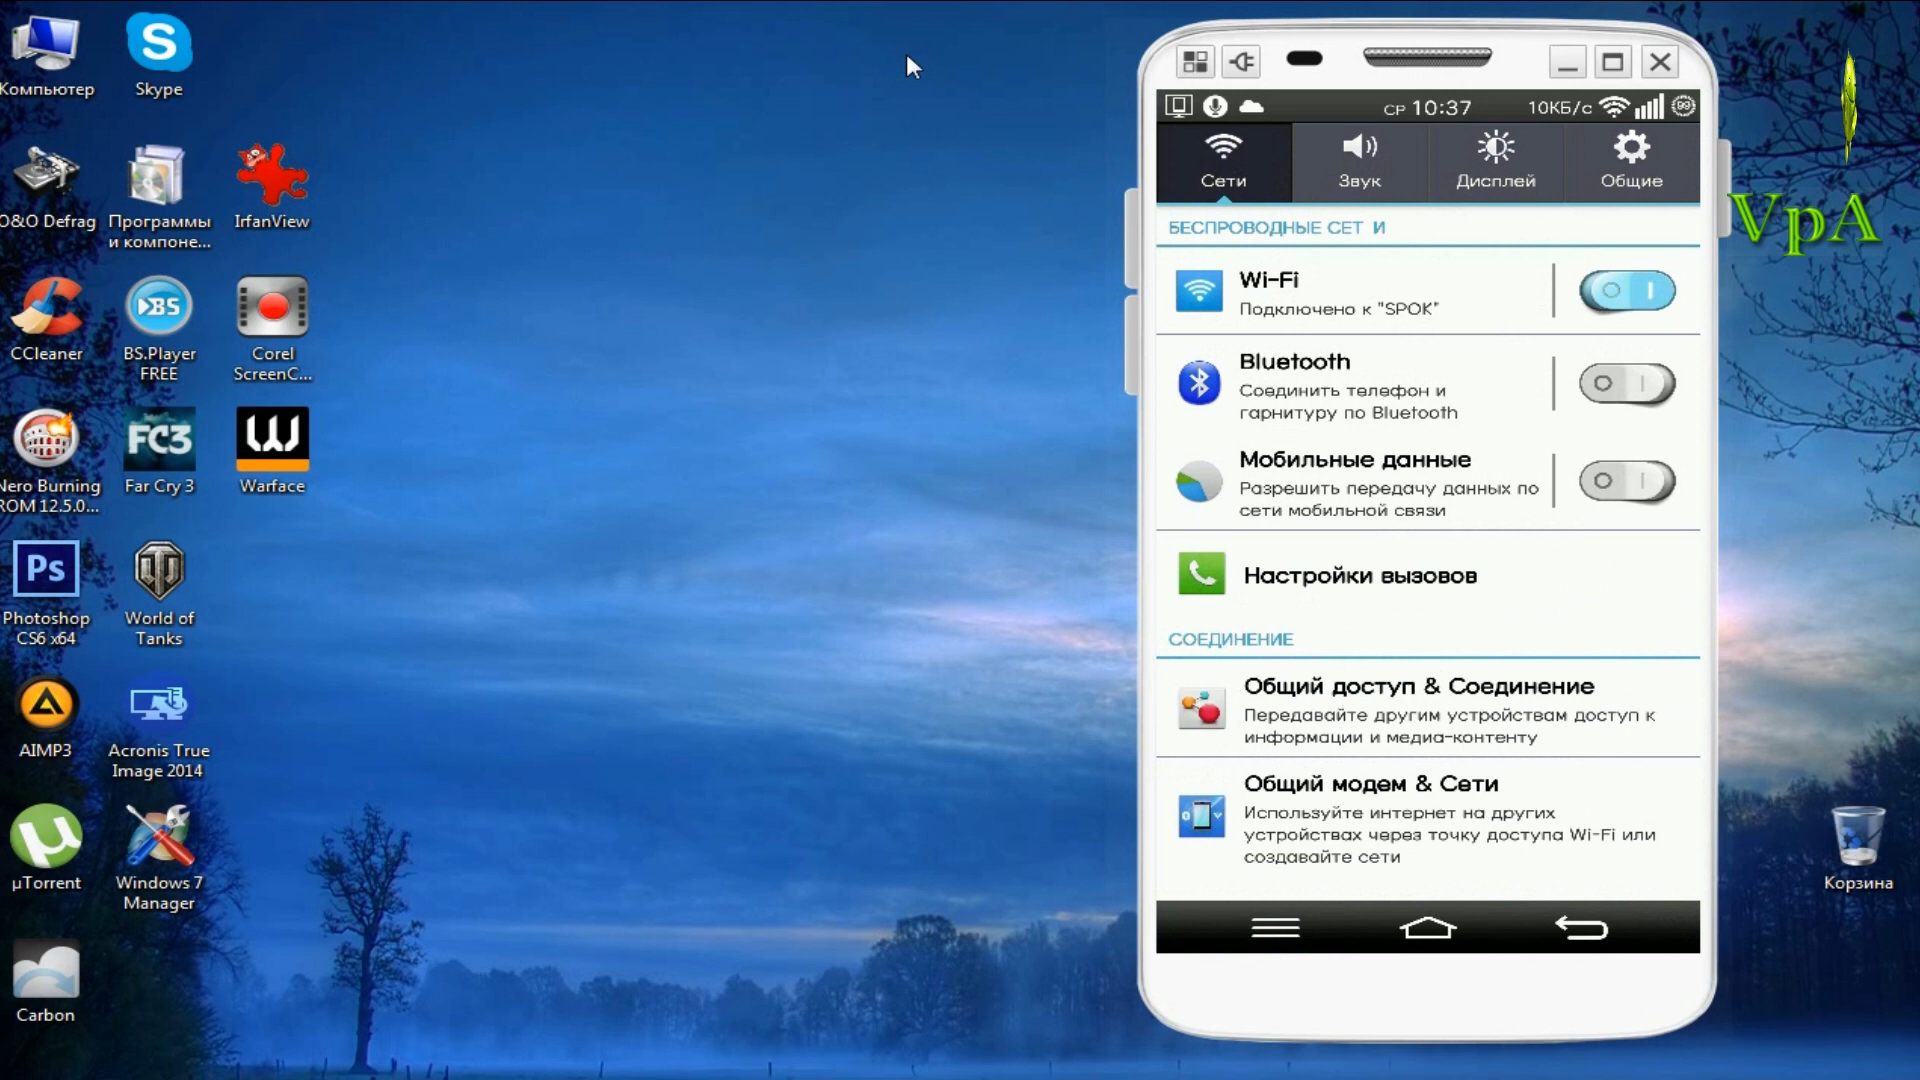 Компьютер
Skype
O&O Defrag
Программы
и компоне...
IrfanView
CCleaner
BS
BS.Player
FREE
Corel
ScreenC...
Nero Burning
ROM 12.5.0...
FC3
Far Cry 3
Warface
Ps
Photoshop
CS6 x64
World of
Tanks
AIMP3
Acronis True
Image 2014
µTorrent
Windows 7
Manager
Carbon
СР 10:37
10КБ/с
99
Сети
Звук
Дисплей
Общие
БЕСПРОВОДНЫЕ СЕТ И
Wi-Fi
Подключено к "SPOK"
Bluetooth
Соединить телефон и
гарнитуру по Bluetooth
Мобильные данные
Разрешить передачу данных по
сети мобильной связи
Настройки вызовов
СОЕДИНЕНИЕ
Общий доступ & Соединение
Передавайте другим устройствам доступ к
информации и медиа-контенту
Общий модем & Сети
Используйте интернет на других
устройствах через точку доступа Wi-Fi или
создавайте сети
VpA
Корзина